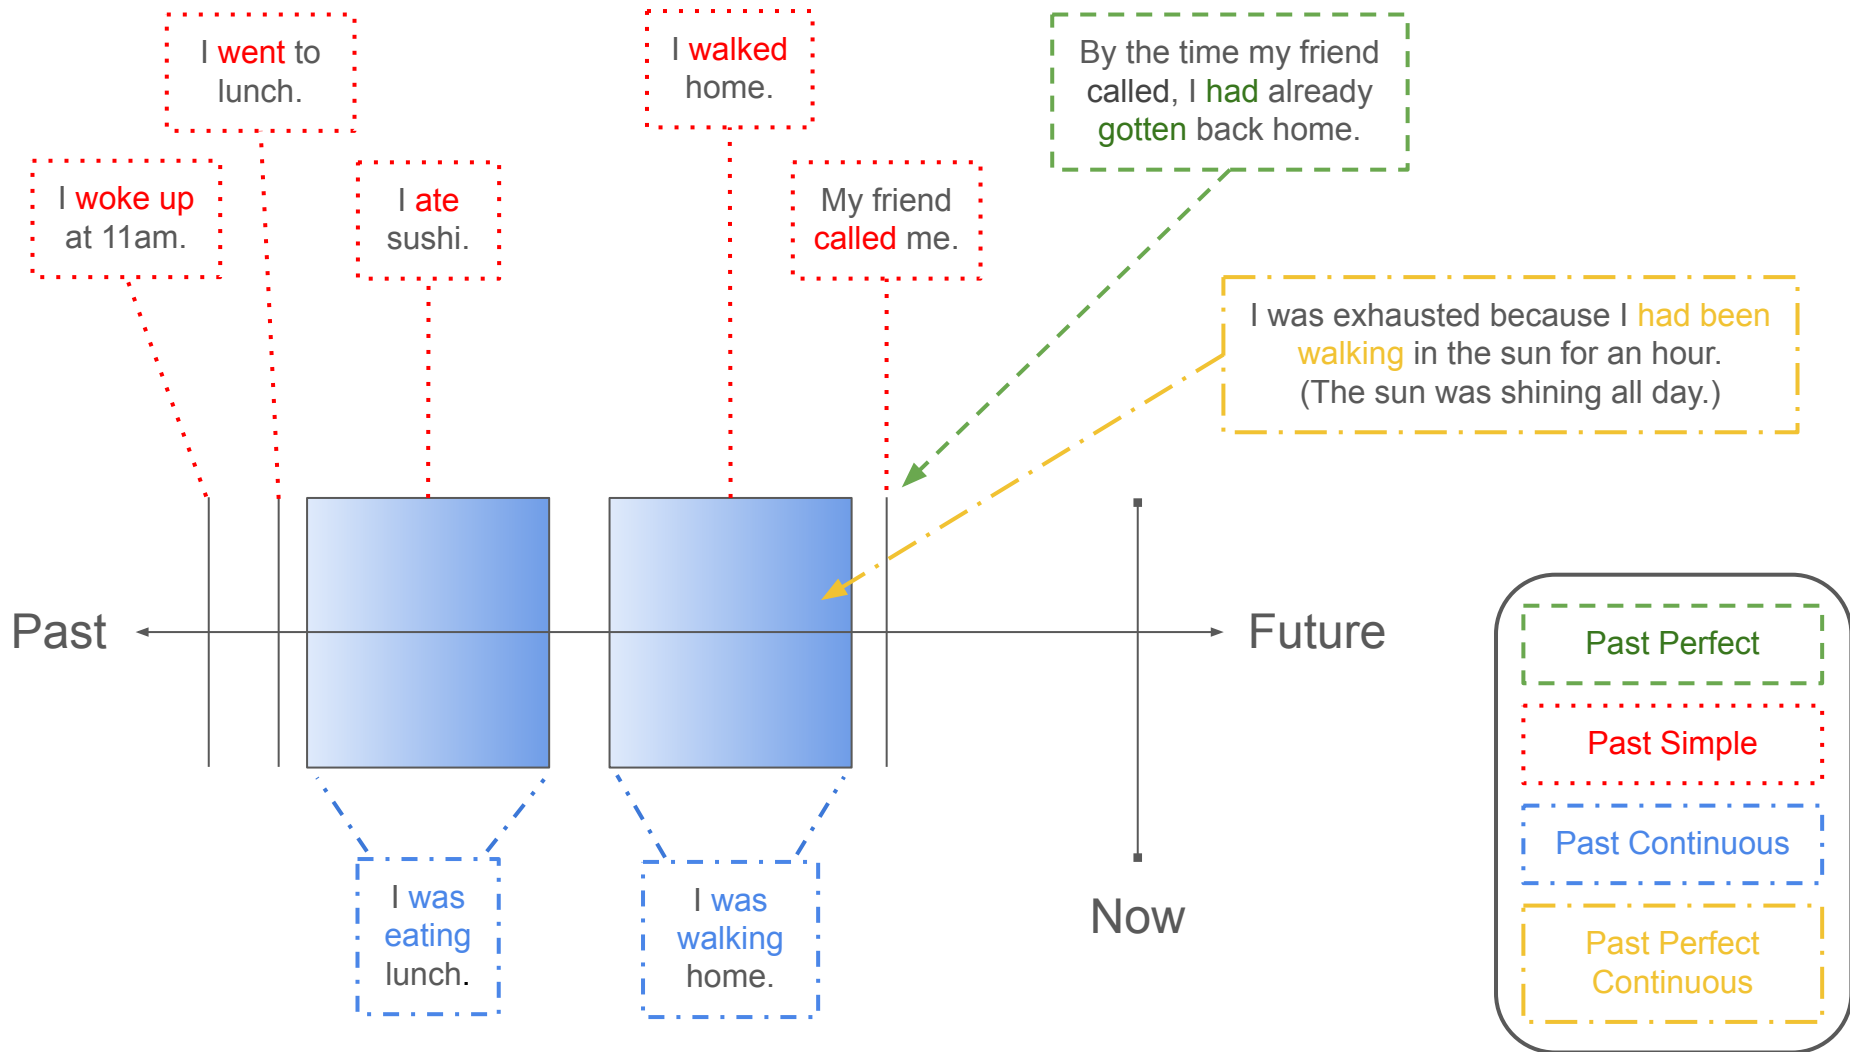 I went to
lunch.
I walked
home.
By the time my friend
called, I had already
gotten back home.
I woke up
at 11am.
I ate
sushi.
My friend
called me.
I was exhausted because I had been
walking in the sun for an hour.
(The sun was shining all day.)
Past
Future
Now
I was
eating
lunch.
I was
walking
home.
Past Perfect
Past Simple
Past Continuous
Past Perfect
Continuous